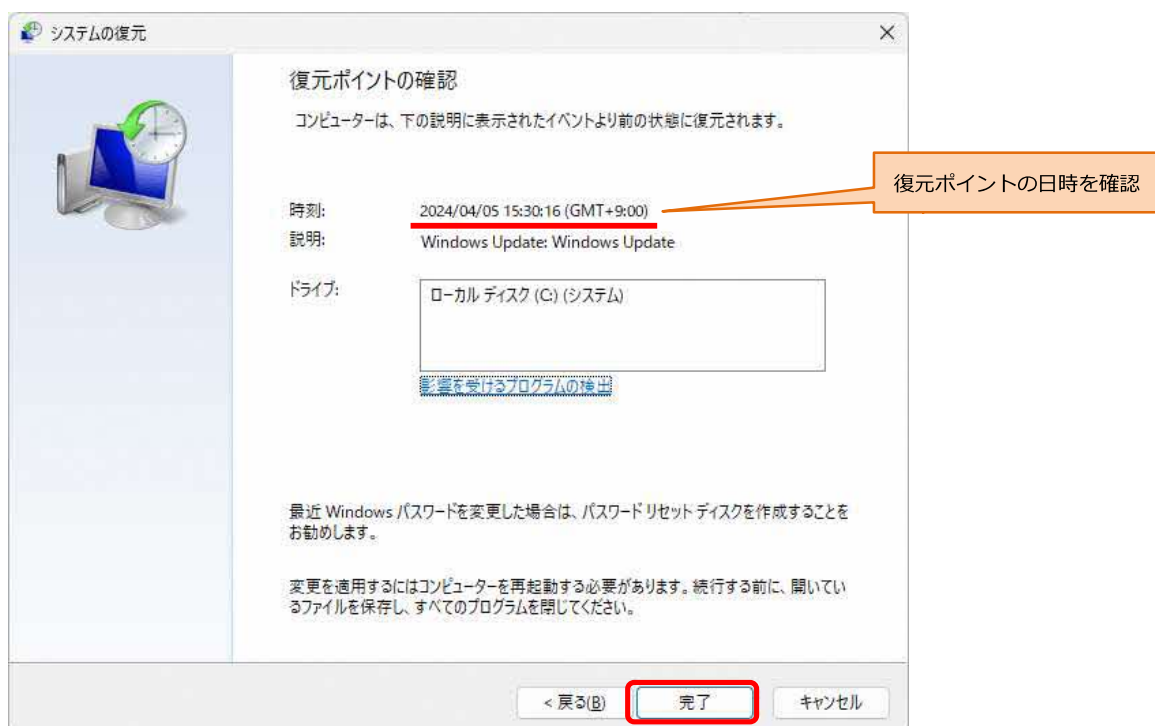 システムの復元
復元ポイントの確認
コンピューターは、下の説明に表示されたイベントより前の状態に復元されます。
復元ポイントの日時を確認
時刻: 2024/04/05 15:30:16 (GMT+9:00)
説明: Windows Update: Windows Update
ドライブ: ローカル ディスク (C:) (システム)
影響を受けるプログラムの検出
最近 Windows パスワードを変更した場合は、パスワード リセット ディスクを作成することを
お勧めします。
変更を適用するにはコンピューターを再起動する必要があります。続行する前に、開いてい
るファイルを保存し、すべてのプログラムを閉じてください。
< 戻る(B) 完了 キャンセル